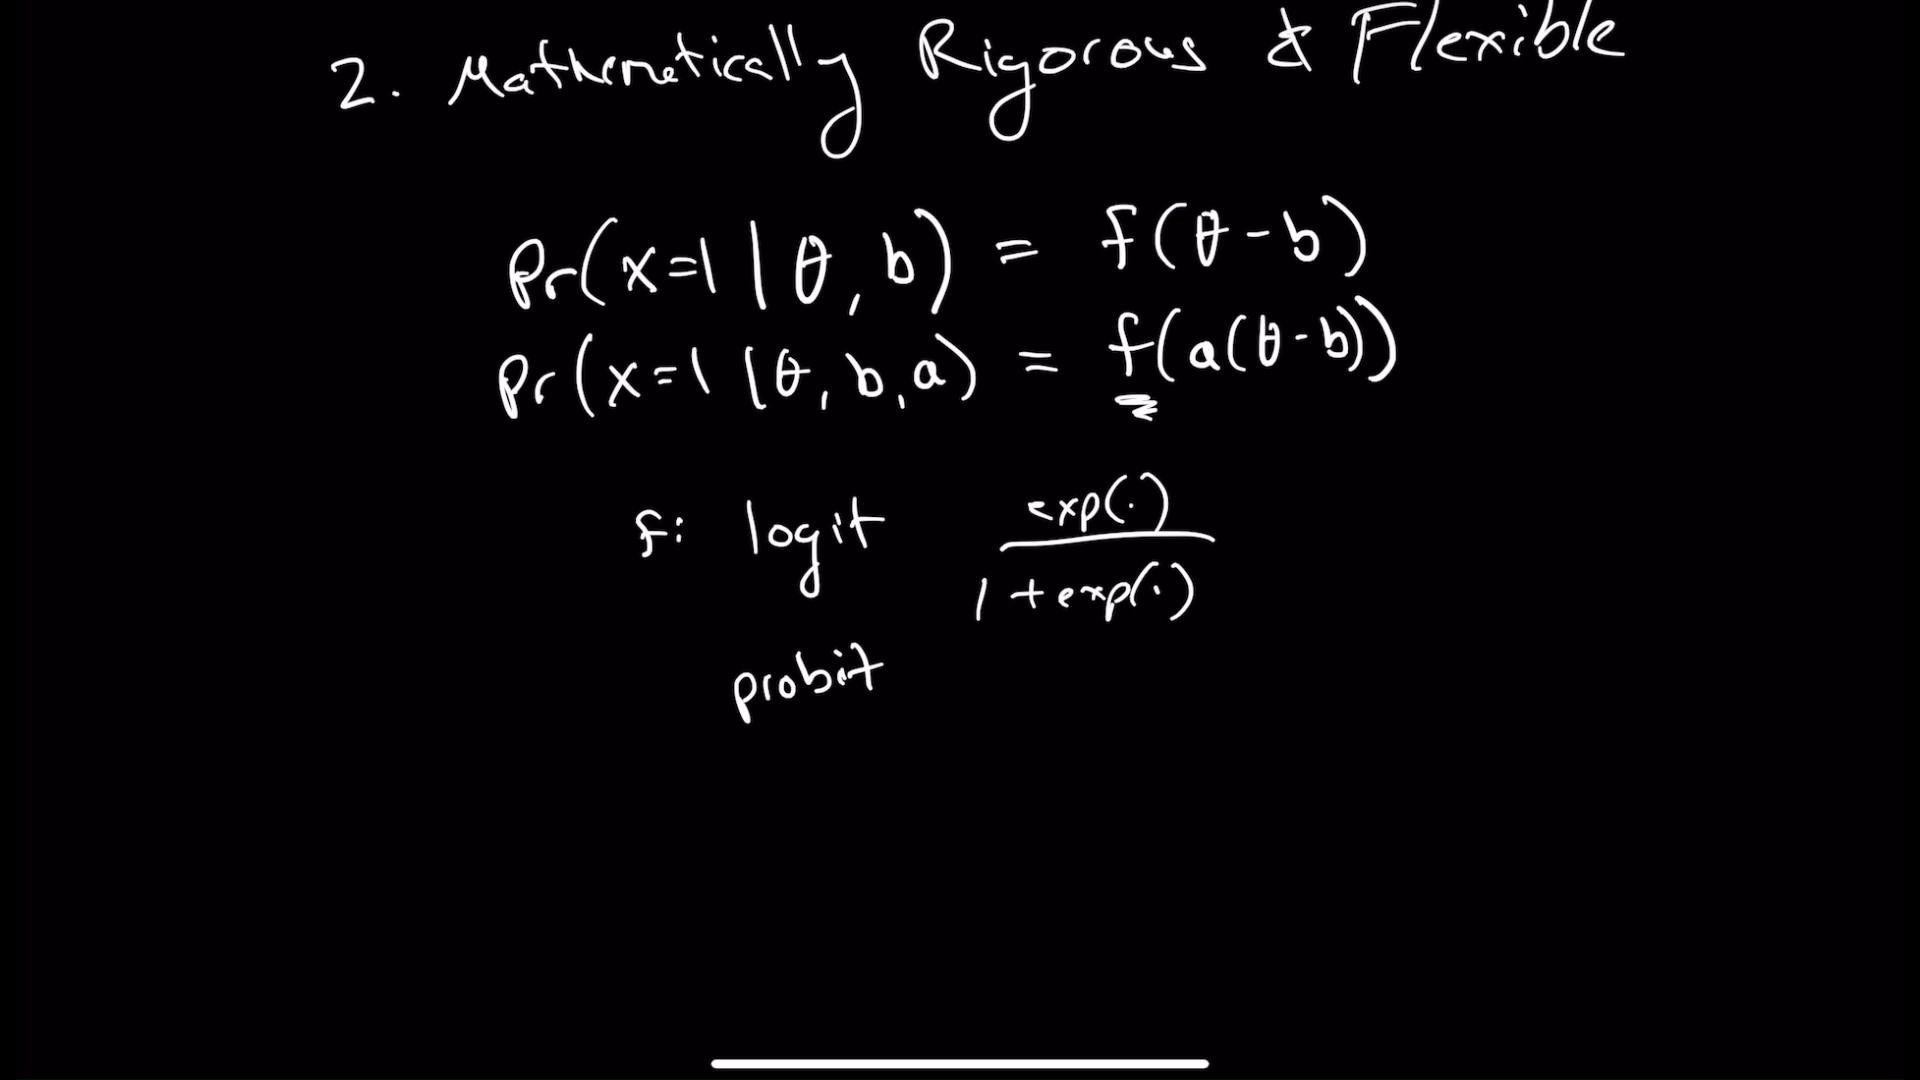 2. Mathematically Rigorous & Flexible
Pr(x=1 | θ, b) = f(θ-b)
Pr(x=1 | θ, b, a) = f(a(θ-b))
f: logit exp(·) / 1 + exp(·)
probit